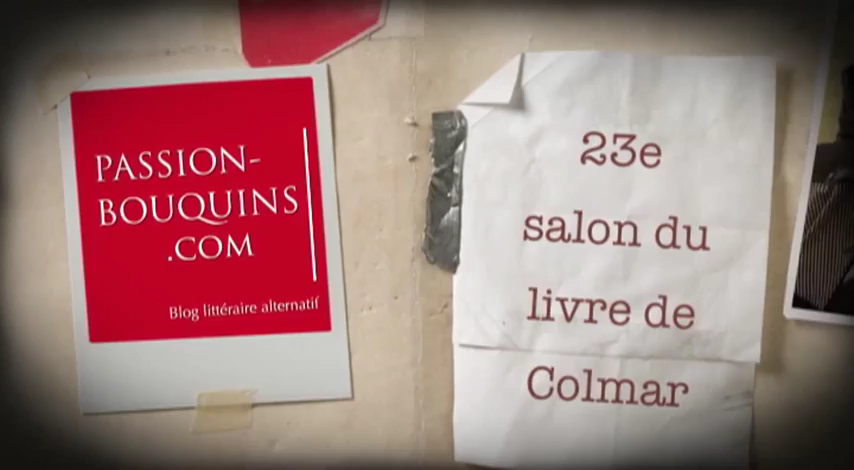 PASSION-
BOUQUINS
.COM
Blog littéraire alternatif
23e
salon du
livre de
Colmar